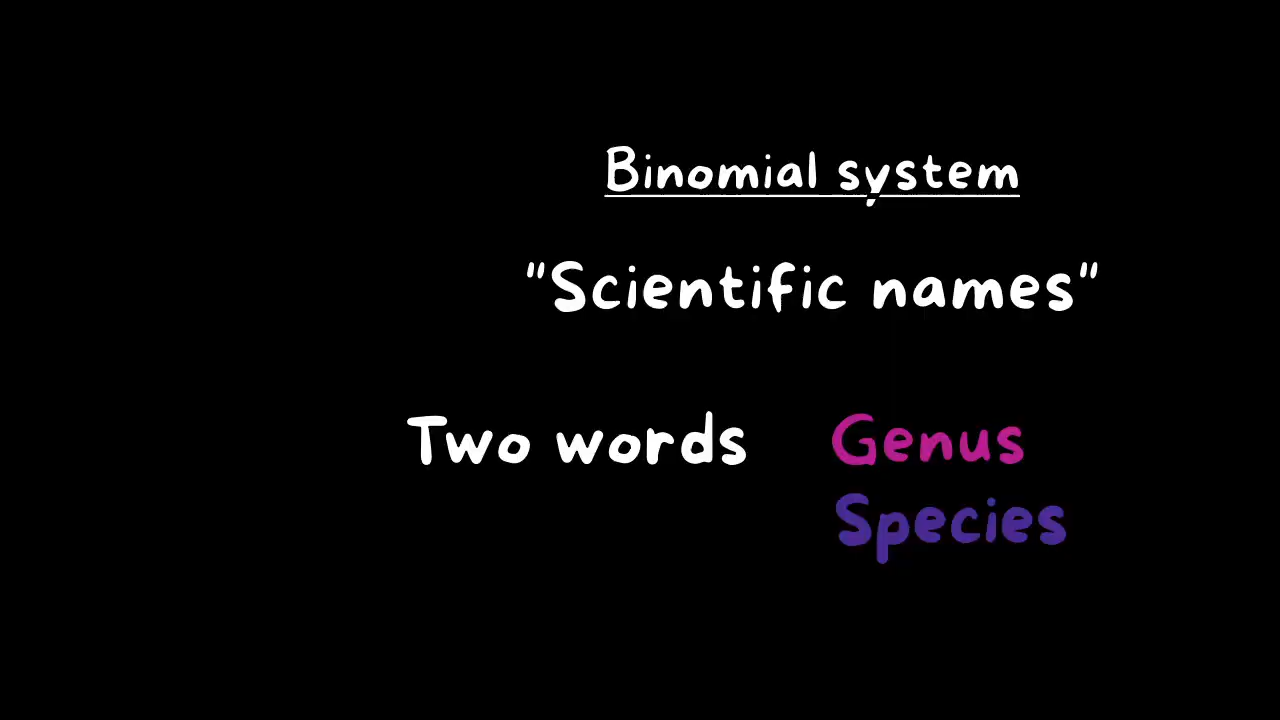 Binomial system
"Scientific names"
Two words Genus
Species